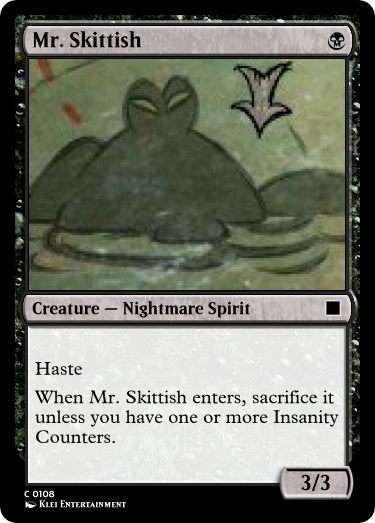 Mr. Skittish
Creature — Nightmare Spirit
Haste
When Mr. Skittish enters, sacrifice it
unless you have one or more Insanity
Counters.
3/3
C 0108
Klei Entertainment